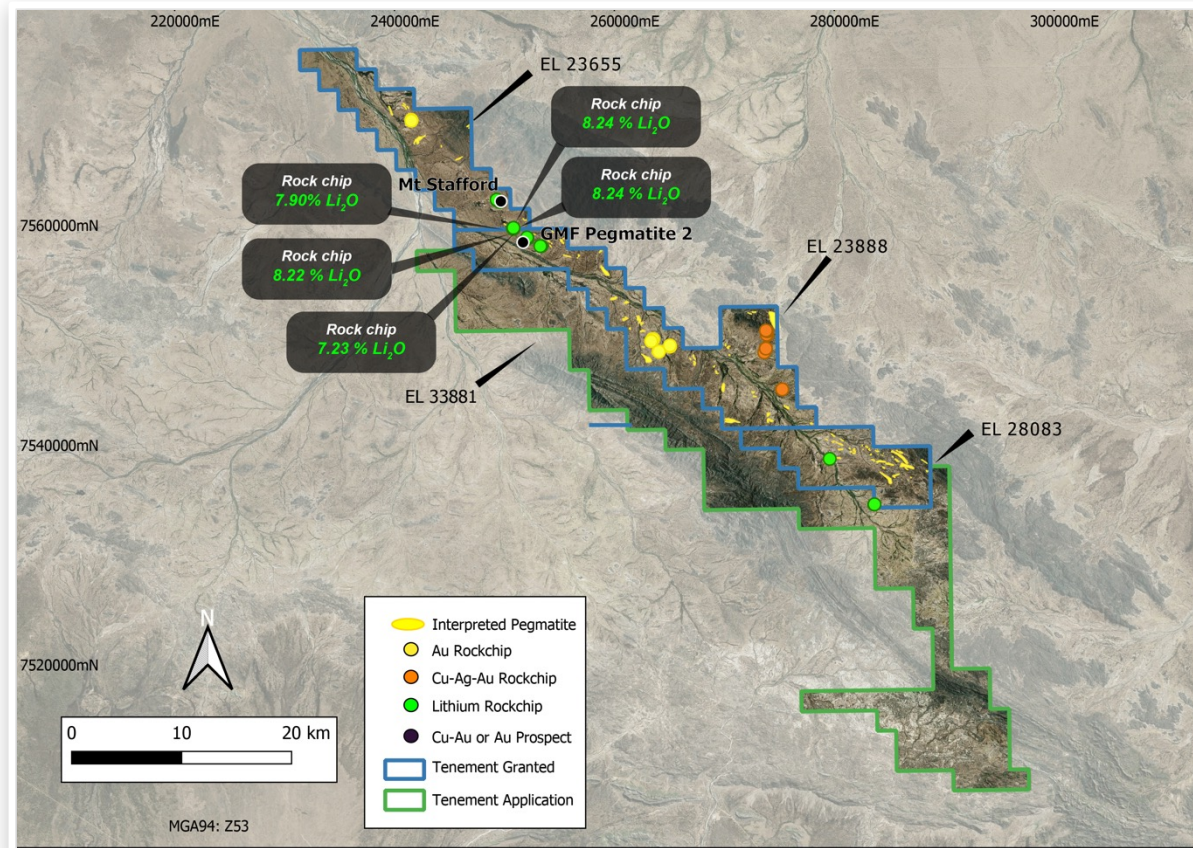 220000mE
240000mE
260000mE
280000mE
300000mE
EL 23655
Rock chip
8.24 % Li₂O
Rock chip
7.90% Li₂O
Mt Stafford
Rock chip
8.24 % Li₂O
7560000mN
GMF Pegmatite 2
EL 23888
Rock chip
8.22 % Li₂O
Rock chip
7.23 % Li₂O
EL 33881
7540000mN
EL 28083
N
7520000mN
Interpreted Pegmatite
Au Rockchip
Cu-Ag-Au Rockchip
Lithium Rockchip
Cu-Au or Au Prospect
Tenement Granted
Tenement Application
0
10
20 km
MGA94: Z53